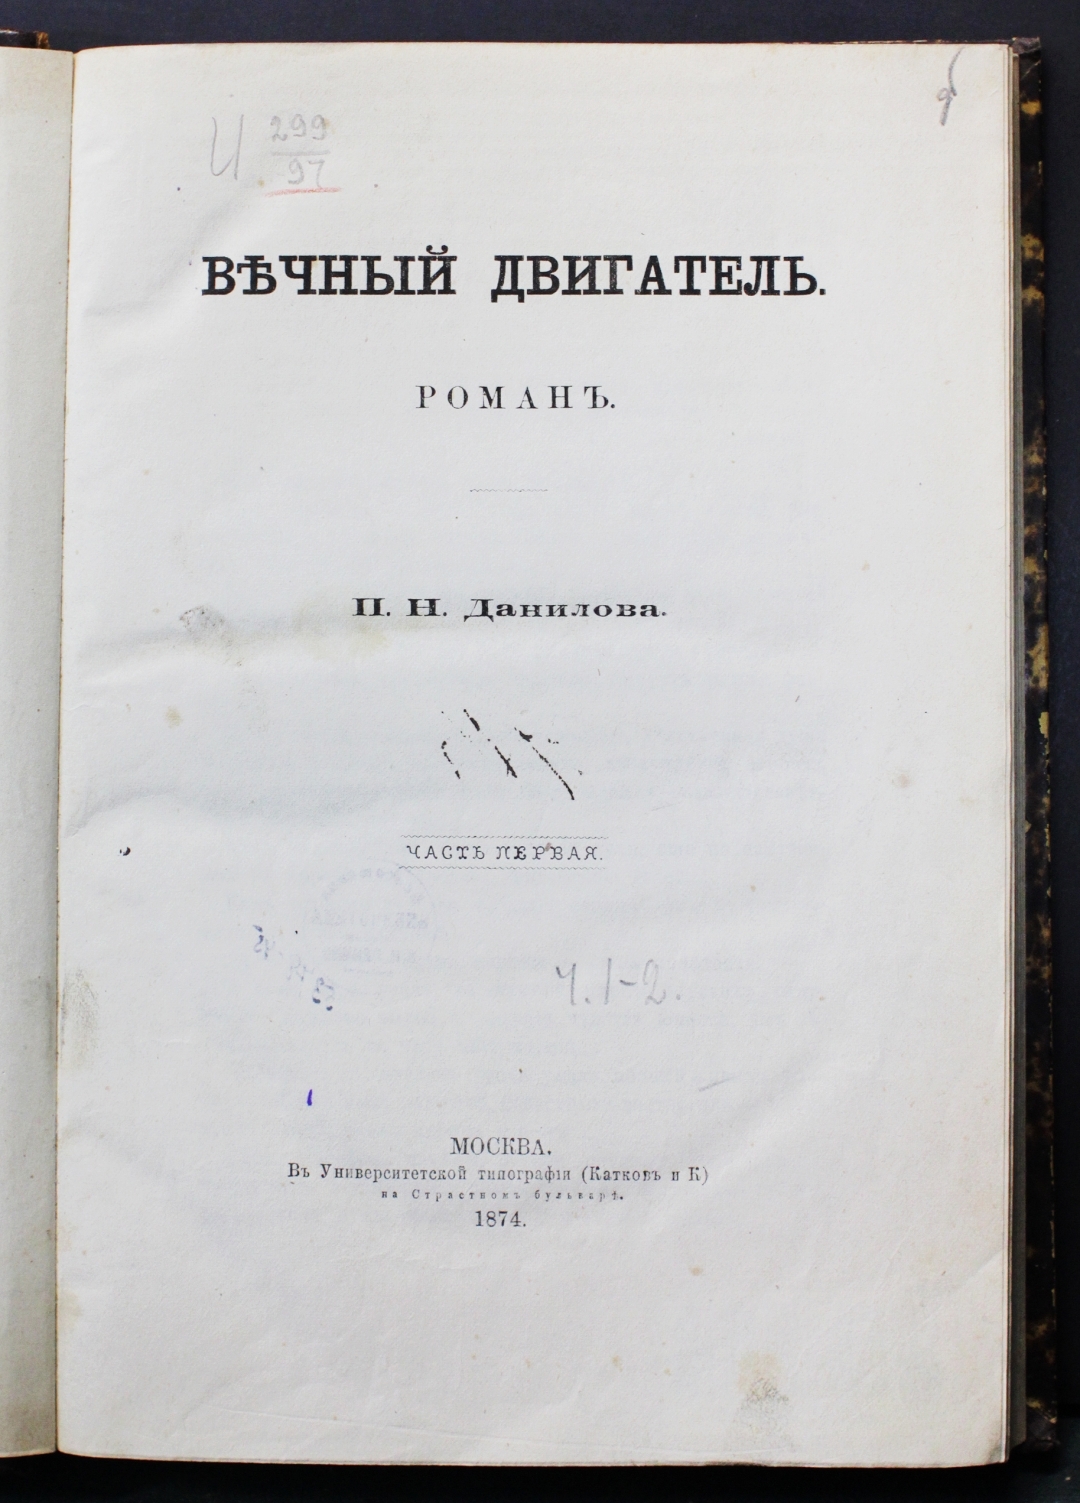 И 299
97
ВѢЧНЫЙ ДВИГАТЕЛЬ.
РОМАНЪ.
П. Н. Данилова.
ЧАСТЬ ПЕРВАЯ.
Ч. 1-2.
МОСКВА.
Въ Университетской типографіи (Катковъ и К)
на Страстномъ бульварѣ.
1874.